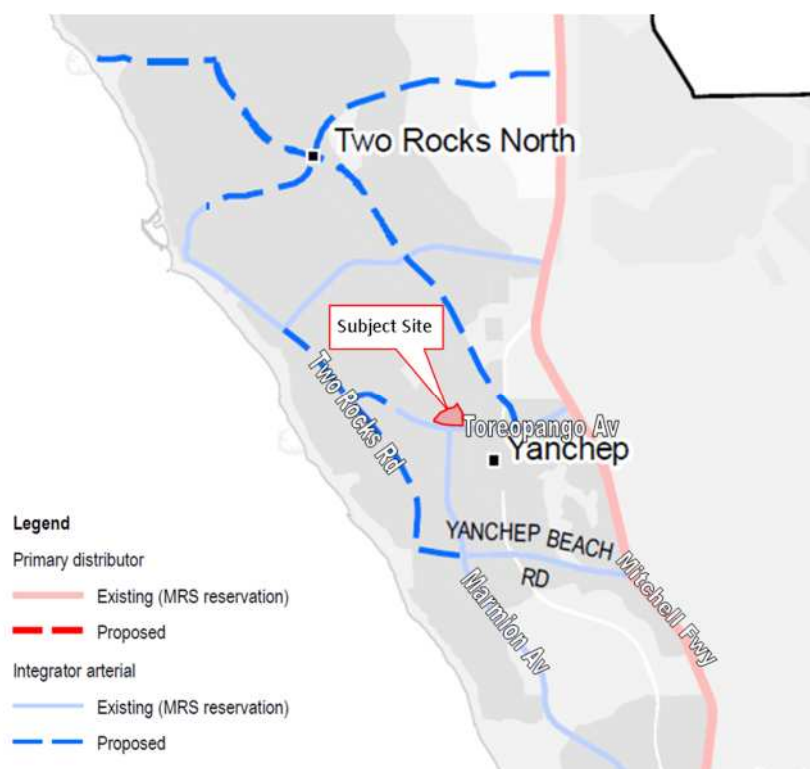 Two Rocks North
Subject Site
Two Rocks Rd
Toreopango Av
Yanchep
YANCHEP BEACH
RD
Marmion Av
Mitchell Fwy
Legend
Primary distributor
Existing (MRS reservation)
Proposed
Integrator arterial
Existing (MRS reservation)
Proposed